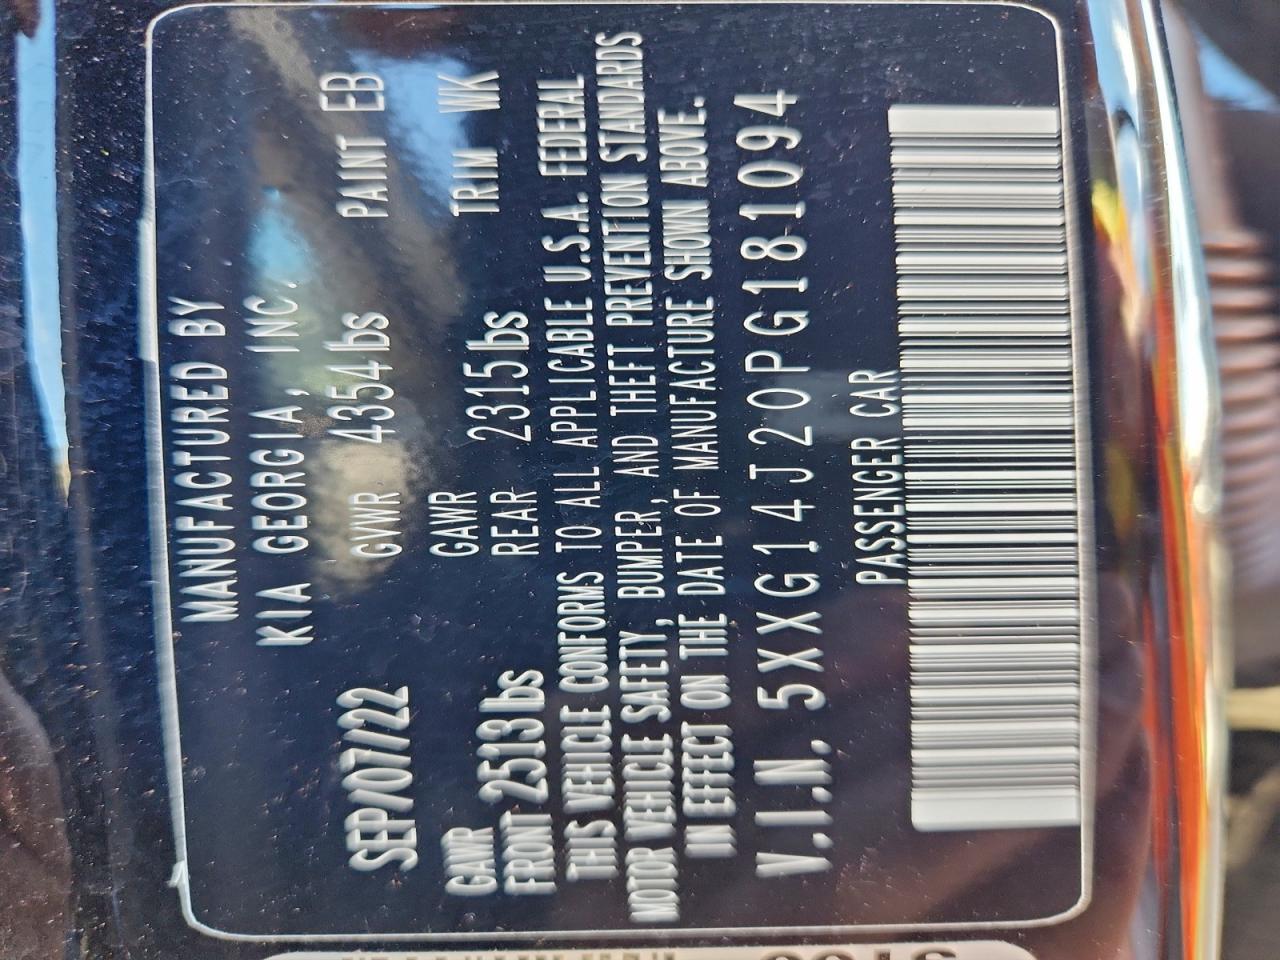 MANUFACTURED BY
KIA GEORGIA, INC.
SEP/07/22 GVWR 4354lbs PAINT EB
GAWR FRONT 2513lbs GAWR REAR 2315lbs TRIM WK
THIS VEHICLE CONFORMS TO ALL APPLICABLE U.S.A. FEDERAL
MOTOR VEHICLE SAFETY, BUMPER, AND THEFT PREVENTION STANDARDS
IN EFFECT ON THE DATE OF MANUFACTURE SHOWN ABOVE.
V.I.N. 5XXG14J20PG181094
PASSENGER CAR